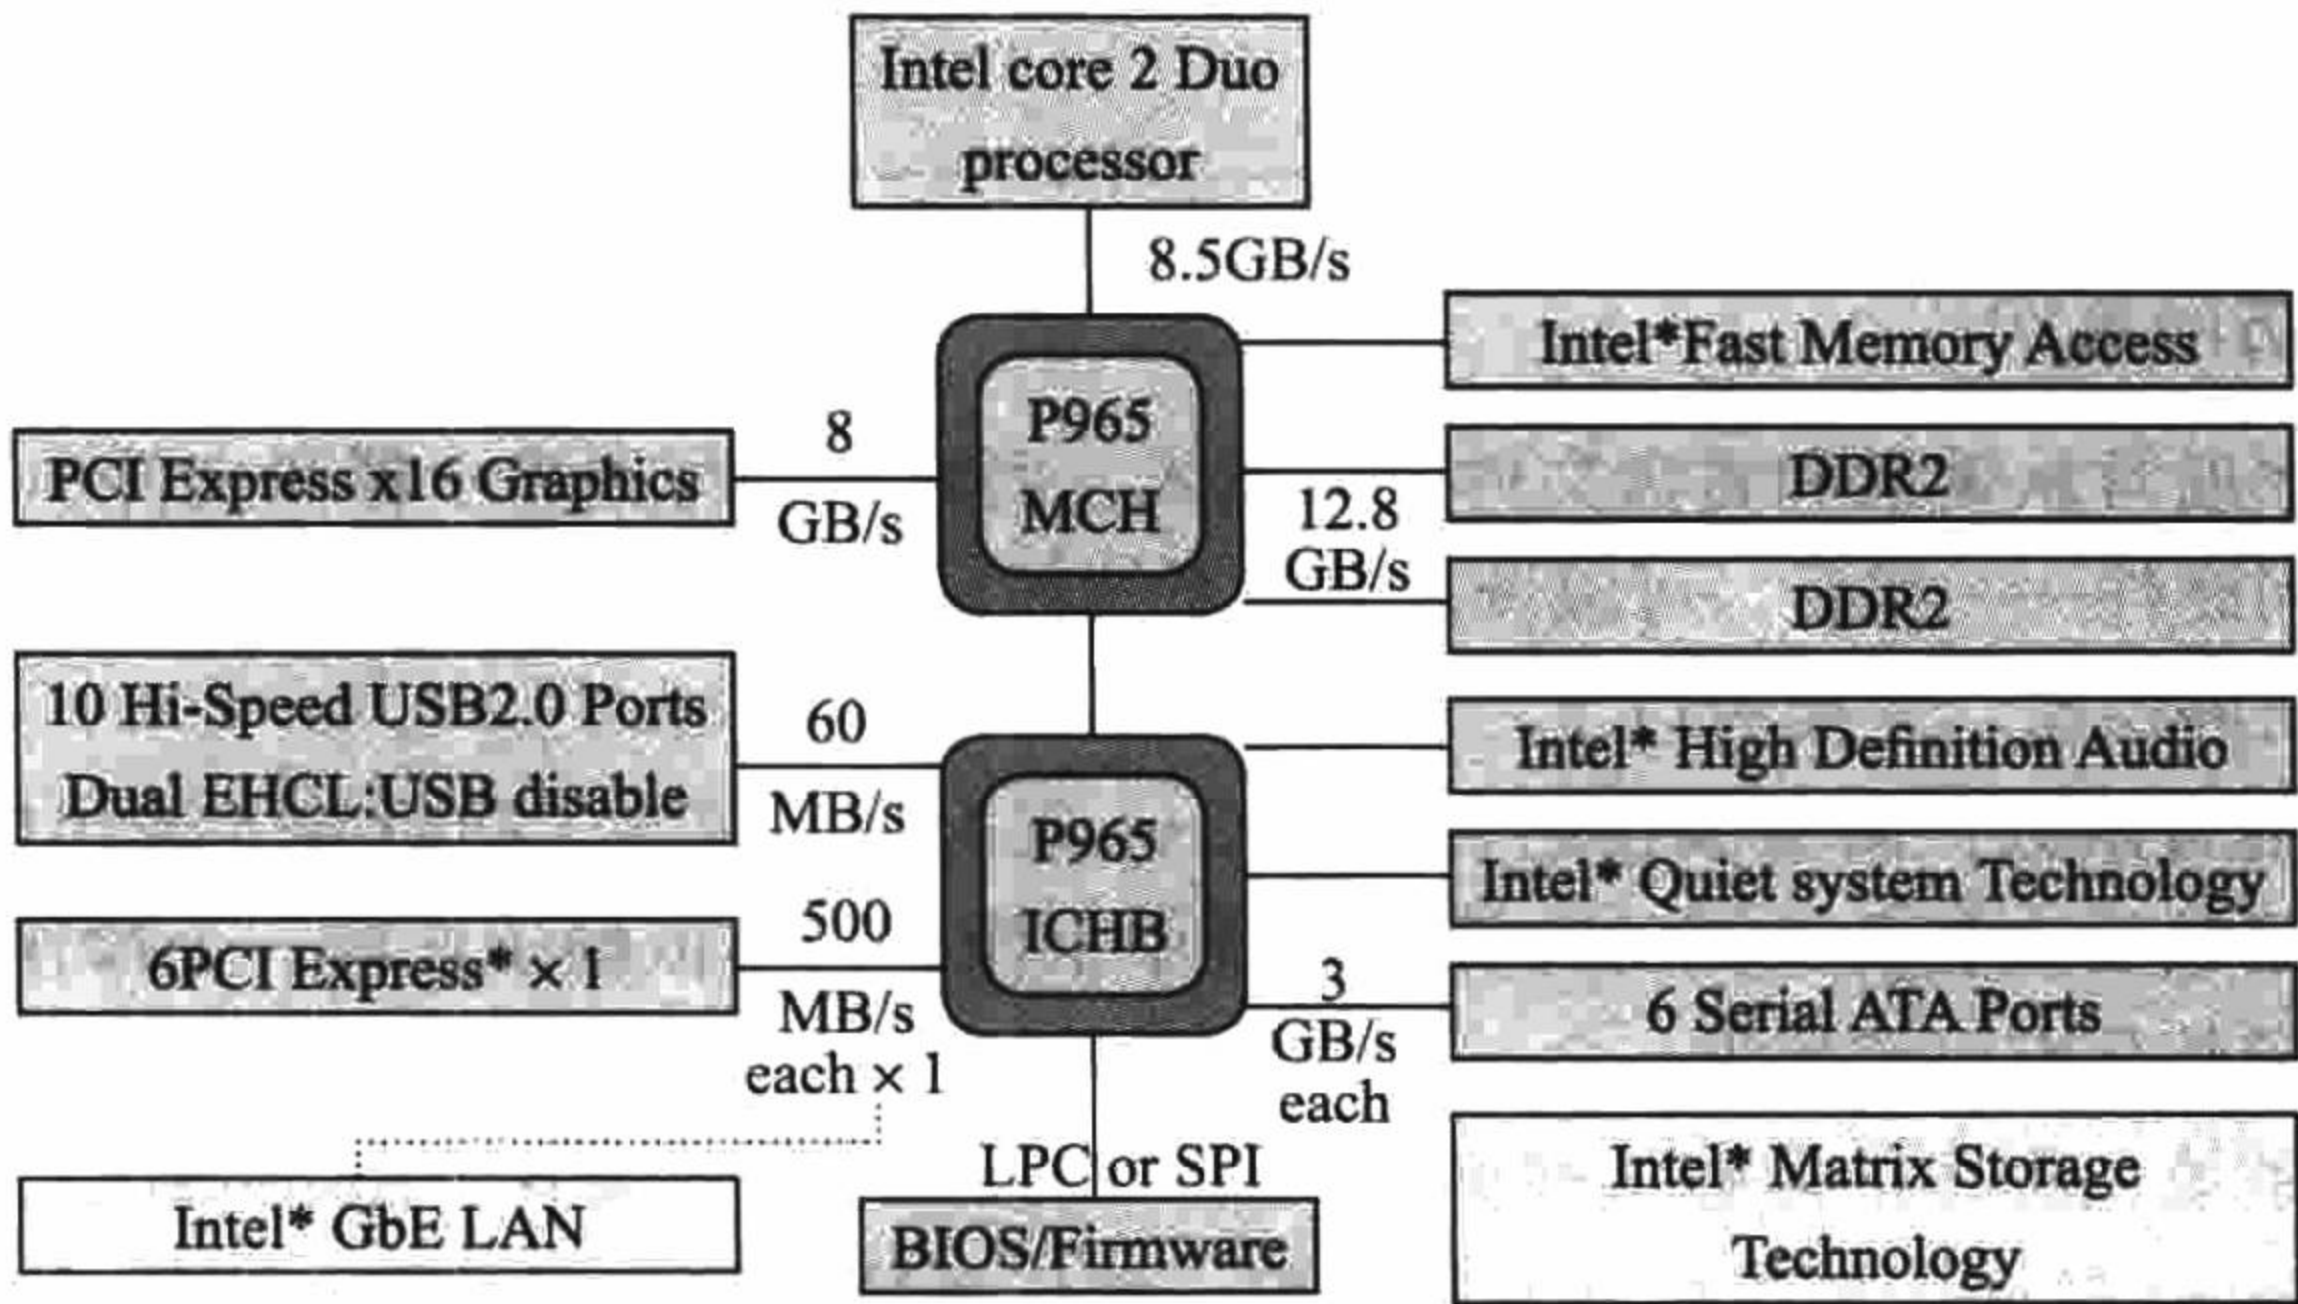 Intel core 2 Duo
processor
8.5GB/s
Intel*Fast Memory Access
P965
MCH
8
GB/s
PCI Express x16 Graphics
DDR2
12.8
GB/s
DDR2
10 Hi-Speed USB2.0 Ports
Dual EHCL:USB disable
60
MB/s
Intel* High Definition Audio
P965
ICHB
Intel* Quiet system Technology
6PCI Express* × 1
500
MB/s
each × 1
3
GB/s
each
6 Serial ATA Ports
LPC or SPI
Intel* GbE LAN
BIOS/Firmware
Intel* Matrix Storage
Technology